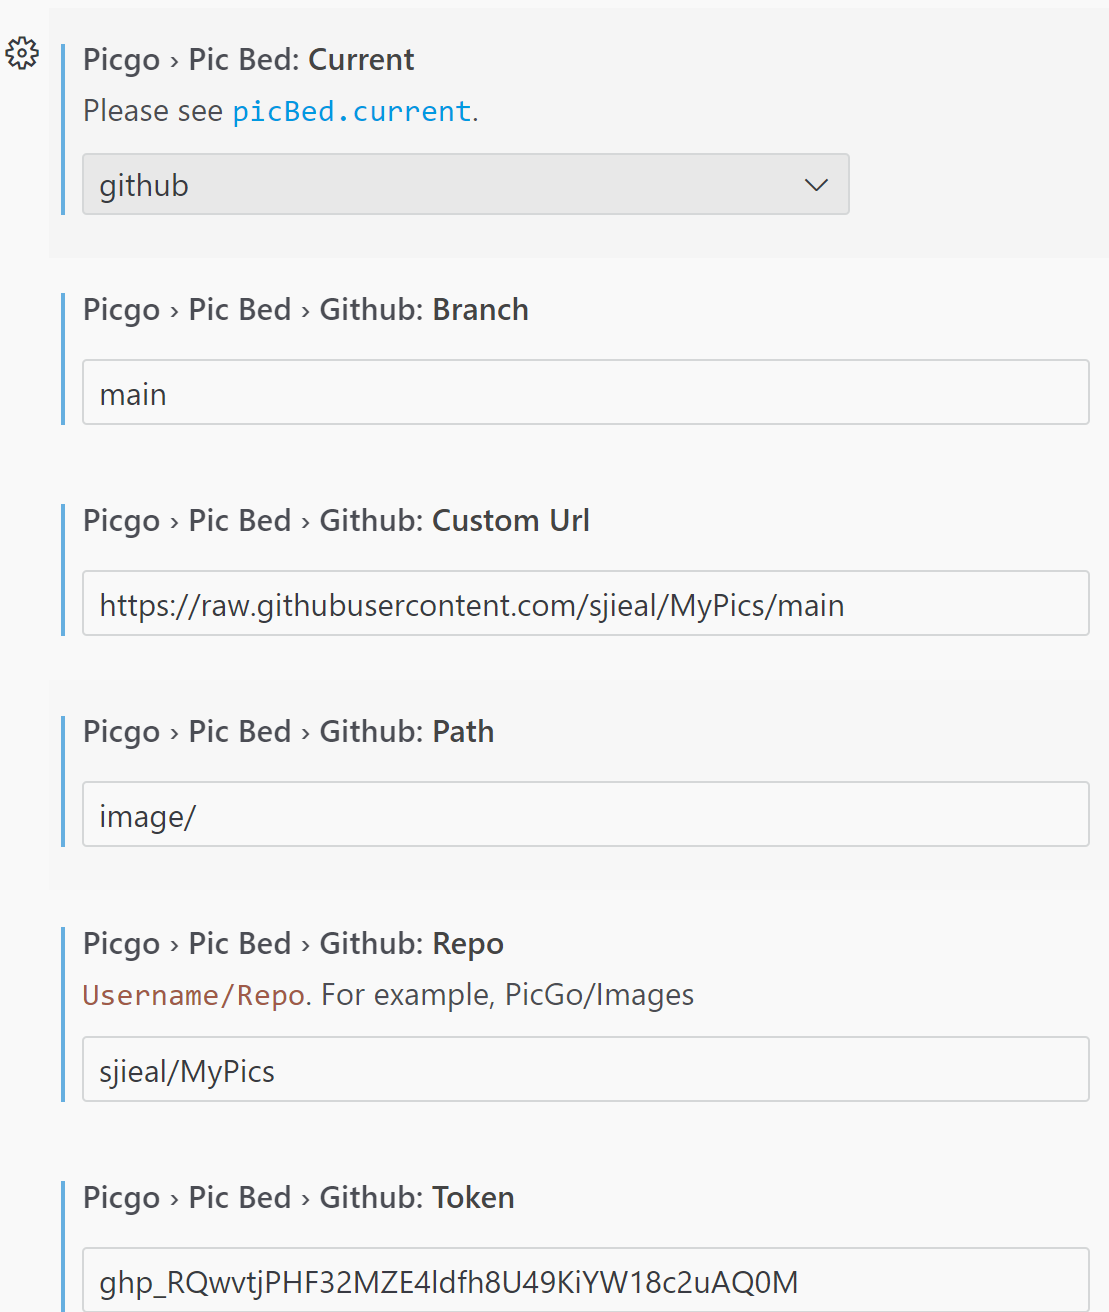 Picgo › Pic Bed: Current
Please see picBed.current.
github
Picgo › Pic Bed › Github: Branch
main
Picgo › Pic Bed › Github: Custom Url
https://raw.githubusercontent.com/sjieal/MyPics/main
Picgo › Pic Bed › Github: Path
image/
Picgo › Pic Bed › Github: Repo
Username/Repo. For example, PicGo/Images
sjieal/MyPics
Picgo › Pic Bed › Github: Token
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